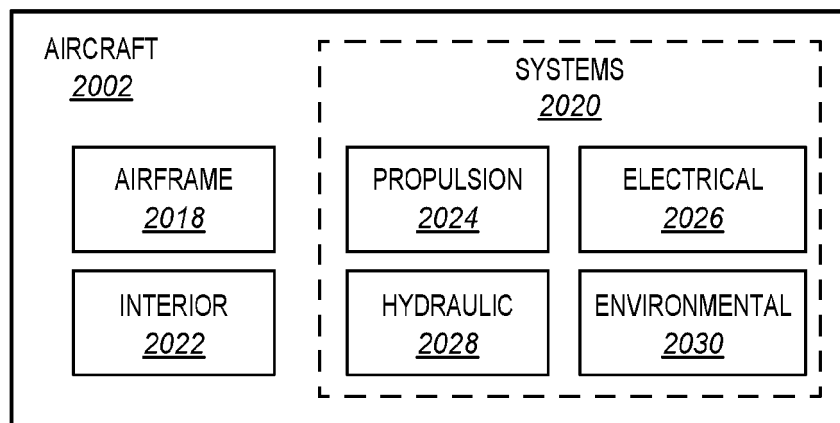 AIRCRAFT
2002
SYSTEMS
2020
AIRFRAME
2018
PROPULSION
2024
ELECTRICAL
2026
INTERIOR
2022
HYDRAULIC
2028
ENVIRONMENTAL
2030